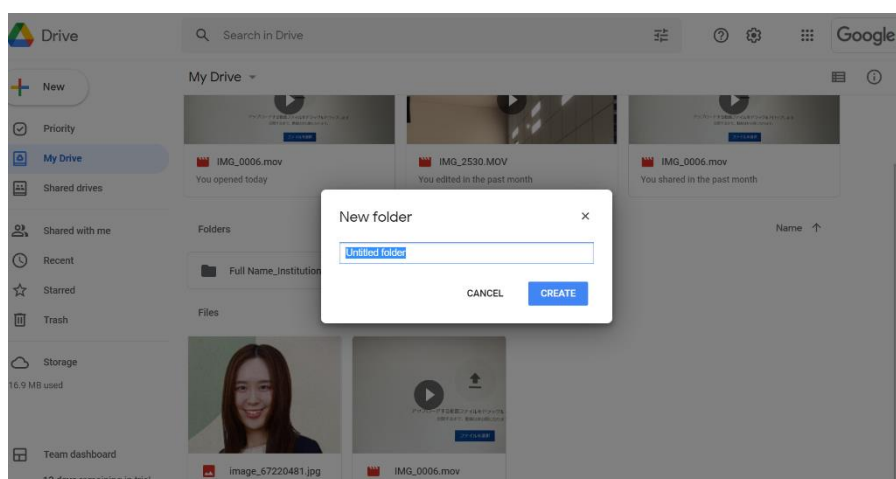 Drive
Search in Drive
Google
New
My Drive
Priority
My Drive
Shared drives
Shared with me
Recent
Starred
Trash
Storage
16.9 MB used
Team dashboard
IMG_0006.mov
You opened today
IMG_2530.MOV
You edited in the past month
IMG_0006.mov
You shared in the past month
Folders
Name
Full Name_Institution
New folder
Untitled folder
CANCEL
CREATE
Files
image_67220481.jpg
IMG_0006.mov